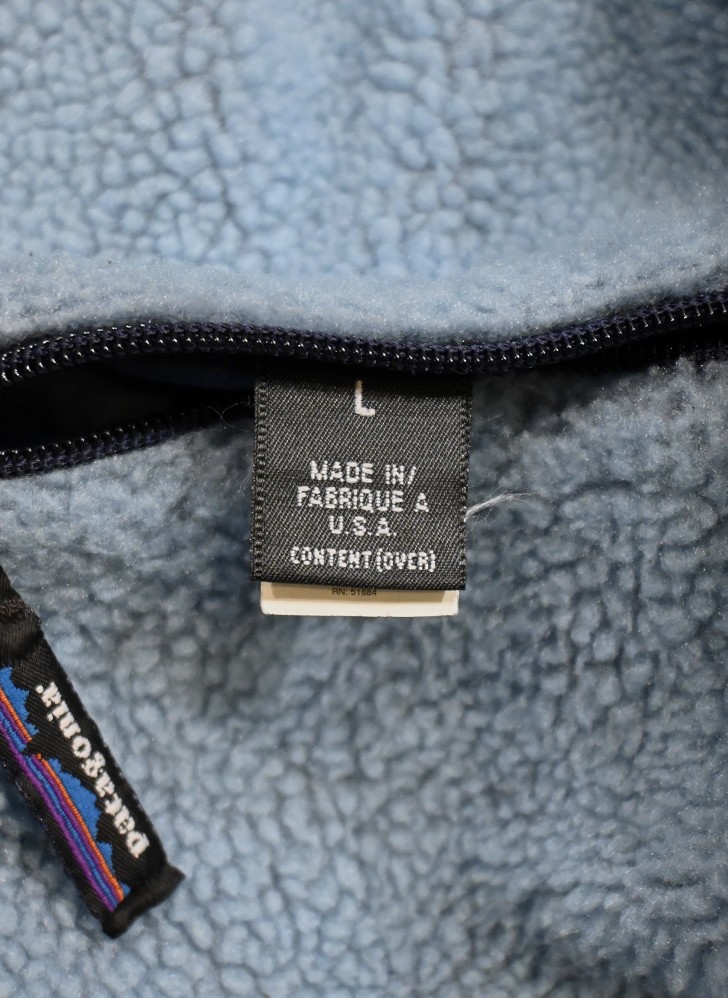 L
MADE IN/
FABRIQUE A
U.S.A.
CONTENT(OVER)
RN: 51884
patagonia®